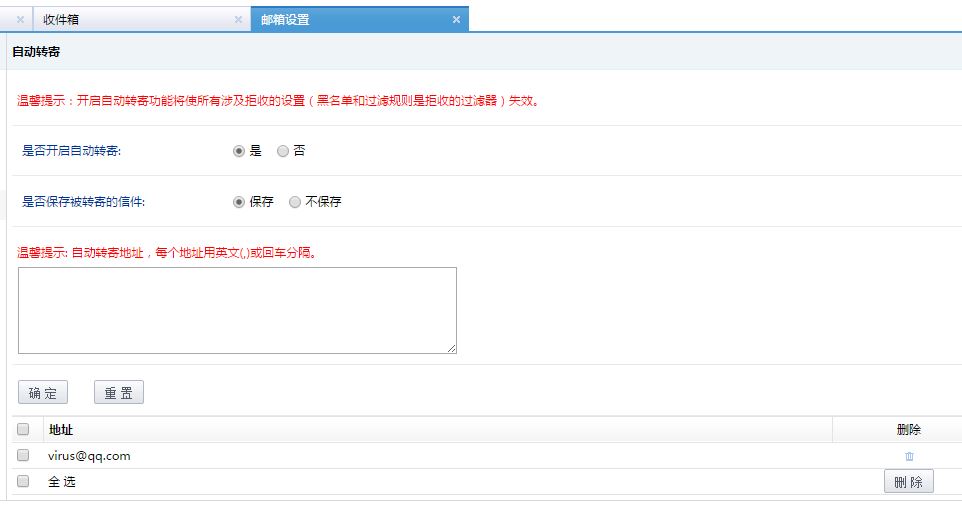 收件箱
邮箱设置
自动转寄
温馨提示：开启自动转寄功能将使所有涉及拒收的设置（黑名单和过滤规则是拒收的过滤器）失效。
是否开启自动转寄: 是 否
是否保存被转寄的信件: 保存 不保存
温馨提示: 自动转寄地址，每个地址用英文(,)或回车分隔。
确 定 重 置
地址 删除
virus@qq.com
全 选 删 除